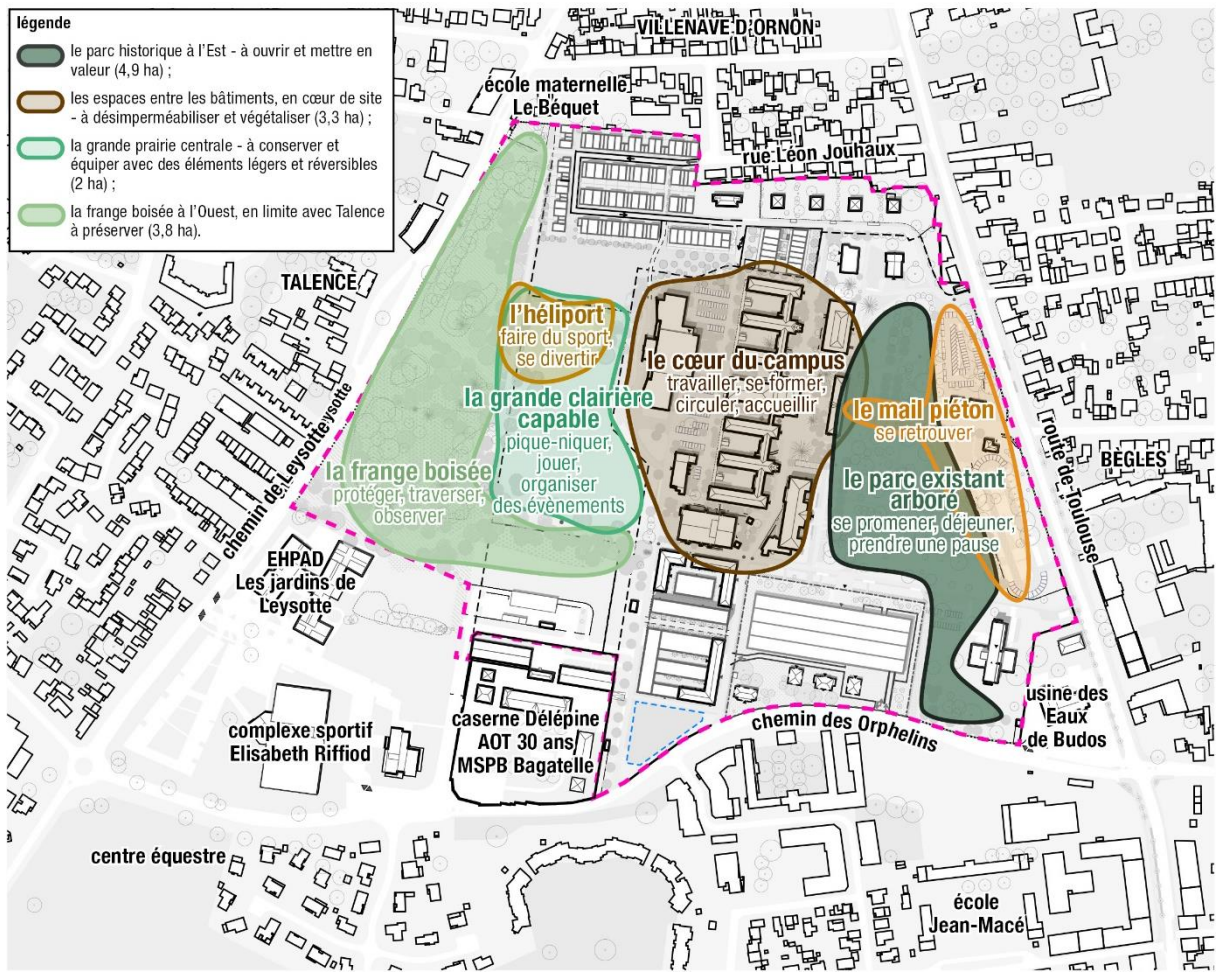 légende
le parc historique à l'Est - à ouvrir et mettre en
valeur (4,9 ha) ;
les espaces entre les bâtiments, en cœur de site
- à désimperméabiliser et végétaliser (3,3 ha) ;
la grande prairie centrale - à conserver et
équiper avec des éléments légers et réversibles
(2 ha) ;
la frange boisée à l'Ouest, en limite avec Talence
à préserver (3,8 ha).
VILLENAVE D'ORNON
école maternelle
Le Béquet
rue Léon Jouhaux
TALENCE
l'héliport
faire du sport,
se divertir
la grande clairière
capable
pique-niquer,
jouer,
organiser
des évènements
le cœur du campus
travailler, se former,
circuler, accueillir
le mail piéton
se retrouver
le parc existant
arboré
se promener, déjeuner,
prendre une pause
la frange boisée
protéger, traverser,
observer
chemin de Leysotte
route de Toulouse
BÈGLES
EHPAD
Les jardins de
Leysotte
complexe sportif
Elisabeth Riffiod
caserne Délépine
AOT 30 ans
MSPB Bagatelle
chemin des Orphelins
usine des
Eaux
de Budos
centre équestre
école
Jean-Macé